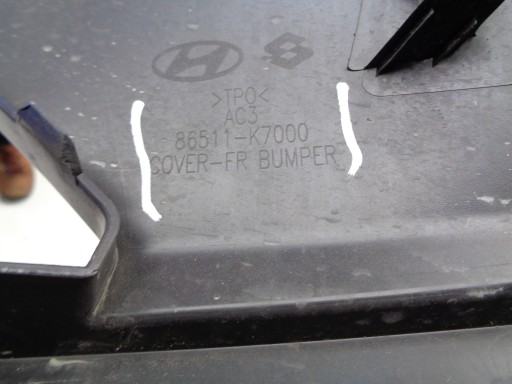 >TPO<
AC3
86511-K7000
COVER-FR BUMPER